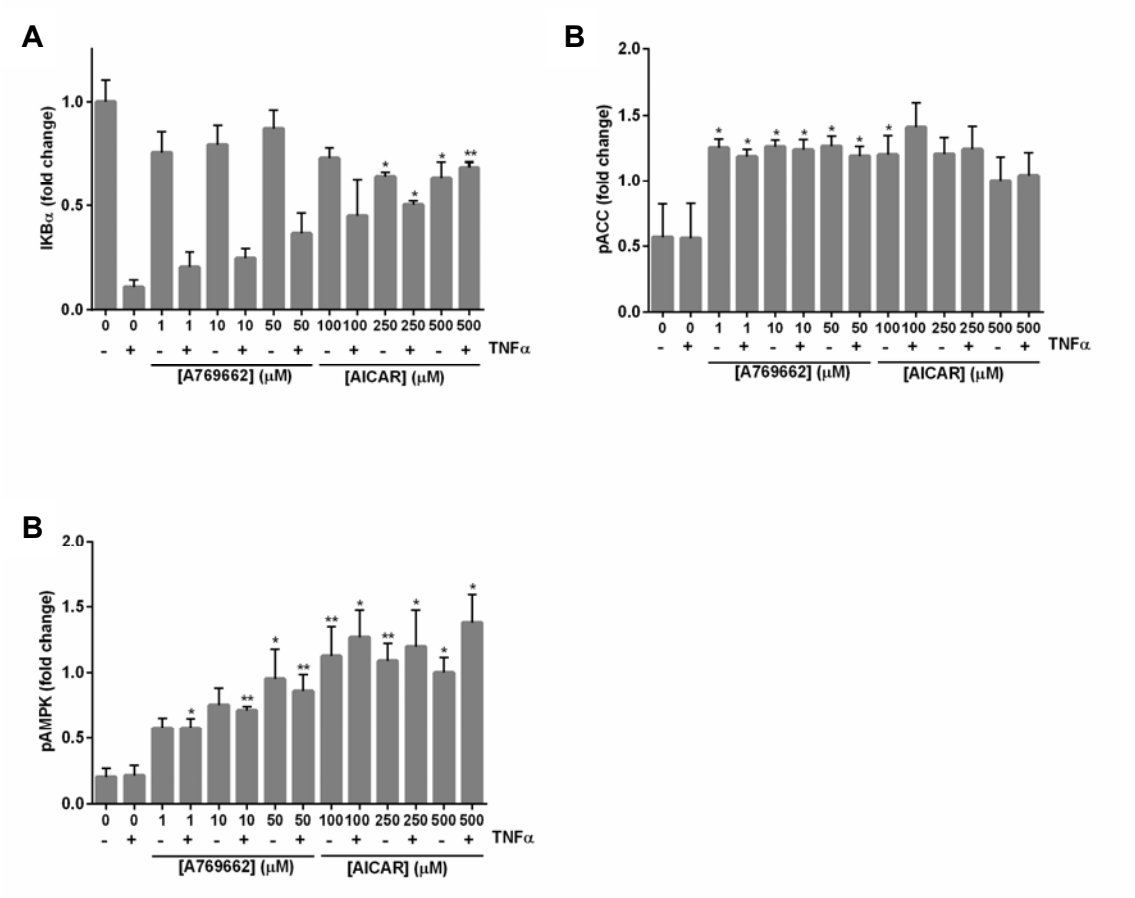 A
IKBα (fold change)
1.0
0.5
0.0
0 0 1 1 10 10 50 50 100 100 250 250 500 500
- + - + - + - + - + - + - + TNFα
[A769662] (μM) [AICAR] (μM)
* * * **
B
pACC (fold change)
2.0
1.5
1.0
0.5
0.0
* * * * * * *
0 0 1 1 10 10 50 50 100 100 250 250 500 500
- + - + - + - + - + - + - + TNFα
[A769662] (μM) [AICAR] (μM)
B
pAMPK (fold change)
2.0
1.5
1.0
0.5
0.0
* ** * ** ** * ** * * *
0 0 1 1 10 10 50 50 100 100 250 250 500 500
- + - + - + - + - + - + - + TNFα
[A769662] (μM) [AICAR] (μM)